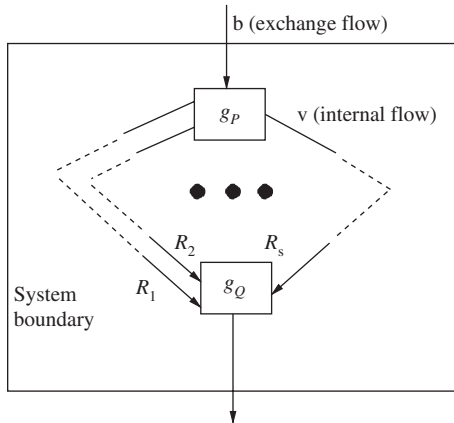 b (exchange flow)
g_P
v (internal flow)
R_2
R_s
R_1
g_Q
System
boundary